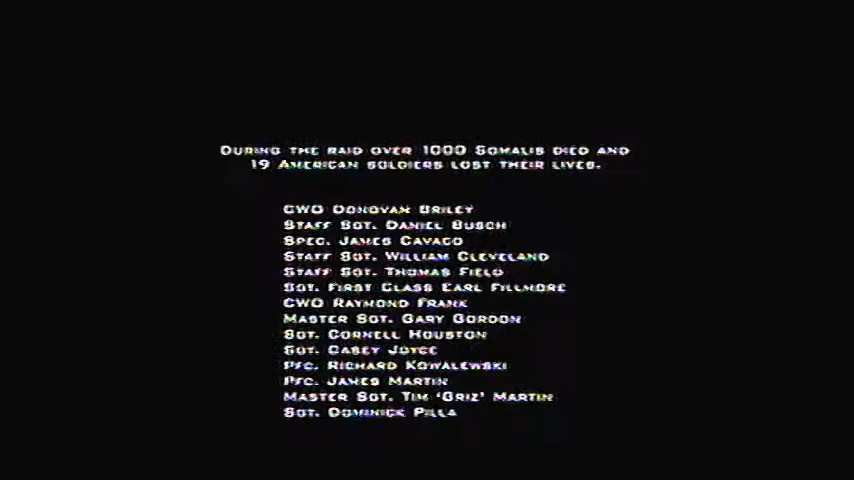 During the raid over 1000 Somalis died and
19 American soldiers lost their lives.
CWO Donovan Briley
Staff Sgt. Daniel Busch
Spec. James Cavaco
Staff Sgt. William Cleveland
Staff Sgt. Thomas Field
Sgt. First Class Earl Fillmore
CWO Raymond Frank
Master Sgt. Gary Gordon
Sgt. Cornell Houston
Sgt. Casey Joyce
Pfc. Richard Kowalewski
Pfc. James Martin
Master Sgt. Tim ‘Griz’ Martin
Sgt. Dominick Pilla